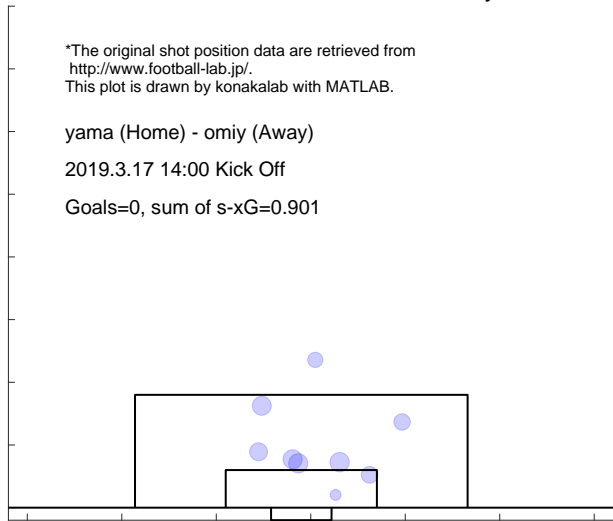 *The original shot position data are retrieved from
http://www.football-lab.jp/.
This plot is drawn by konakalab with MATLAB.
yama (Home) - omiy (Away)
2019.3.17 14:00 Kick Off
Goals=0, sum of s-xG=0.901